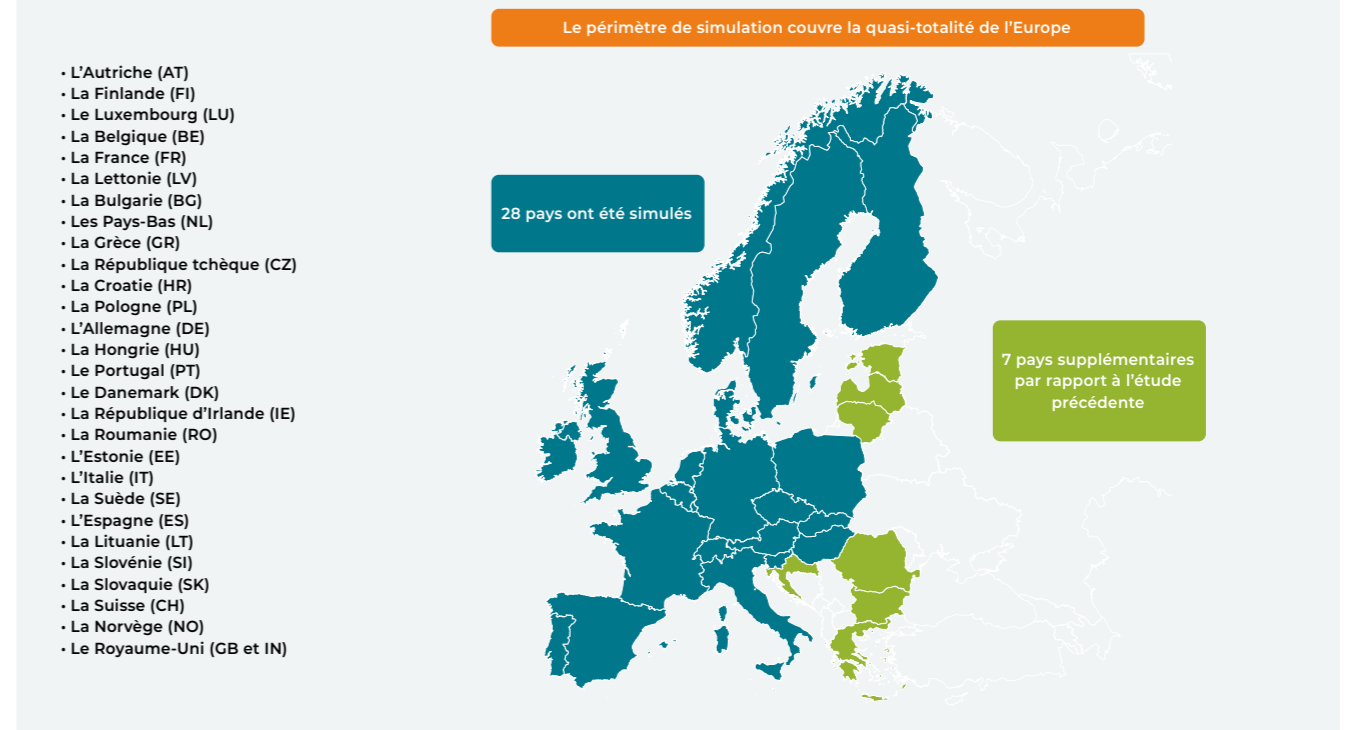 Le périmètre de simulation couvre la quasi-totalité de l’Europe
• L’Autriche (AT)
• La Finlande (FI)
• Le Luxembourg (LU)
• La Belgique (BE)
• La France (FR)
• La Lettonie (LV)
• La Bulgarie (BG)
• Les Pays-Bas (NL)
• La Grèce (GR)
• La République tchèque (CZ)
• La Croatie (HR)
• La Pologne (PL)
• L’Allemagne (DE)
• La Hongrie (HU)
• Le Portugal (PT)
• Le Danemark (DK)
• La République d’Irlande (IE)
• La Roumanie (RO)
• L’Estonie (EE)
• L’Italie (IT)
• La Suède (SE)
• L’Espagne (ES)
• La Lituanie (LT)
• La Slovénie (SI)
• La Slovaquie (SK)
• La Suisse (CH)
• La Norvège (NO)
• Le Royaume-Uni (GB et IN)
28 pays ont été simulés
7 pays supplémentaires
par rapport à l’étude
précédente